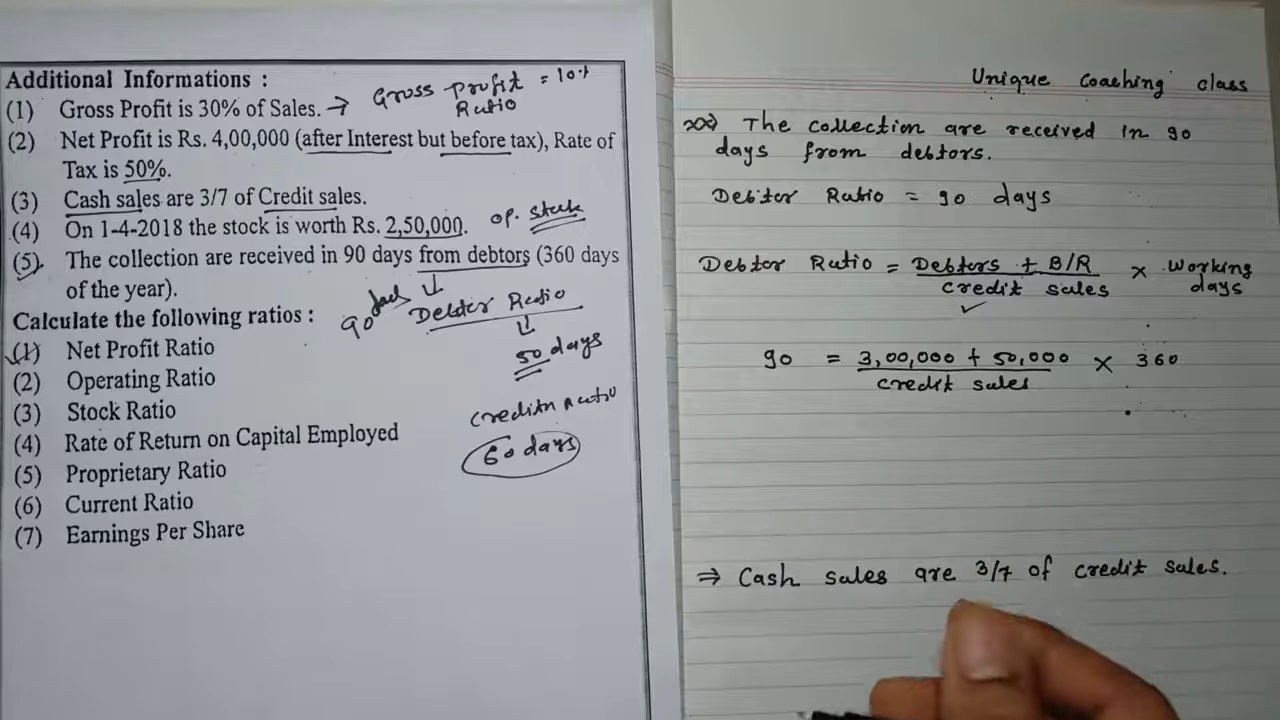 Additional Informations :
(1) Gross Profit is 30% of Sales. → Gross Profit Ratio = 10%
(2) Net Profit is Rs. 4,00,000 (after Interest but before tax), Rate of
Tax is 50%.
(3) Cash sales are 3/7 of Credit sales.
(4) On 1-4-2018 the stock is worth Rs. 2,50,000. op. stock
(5) The collection are received in 90 days from debtors (360 days
of the year).
90 Debtor Ratio
Calculate the following ratios :
(1) Net Profit Ratio
50 days
(2) Operating Ratio
(3) Stock Ratio
(4) Rate of Return on Capital Employed
60 days
(5) Proprietary Ratio
(6) Current Ratio
(7) Earnings Per Share
Unique Coaching class
The collection are received in 90
days from debtors.
Debtor Ratio = 90 days
Debtor Ratio = Debtors + B/R × Working days
credit sales
90 = 3,00,000 + 50,000 × 360
credit sales
⇒ Cash sales are 3/7 of credit sales.